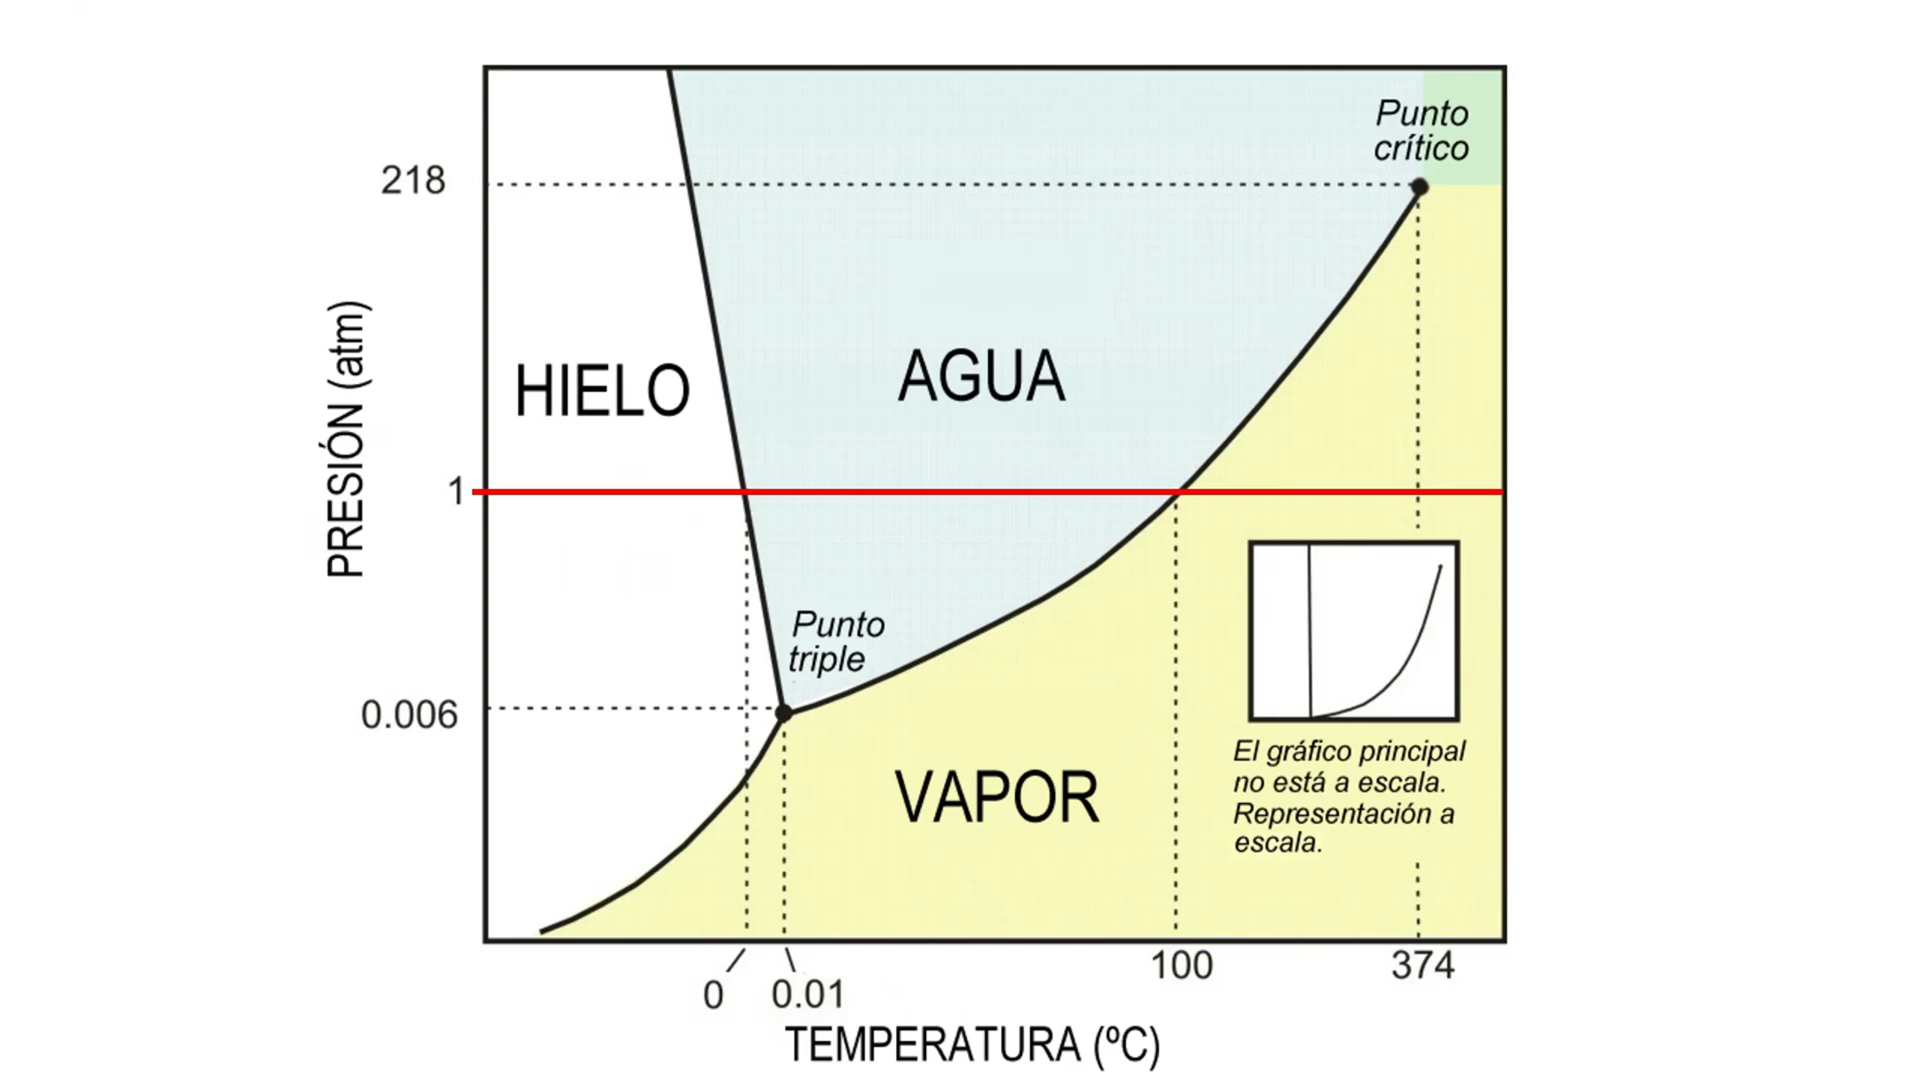 Punto
crítico
218
PRESIÓN (atm)
HIELO
AGUA
1
Punto
triple
0.006
VAPOR
El gráfico principal
no está a escala.
Representación a
escala.
0
0.01
100
374
TEMPERATURA (ºC)